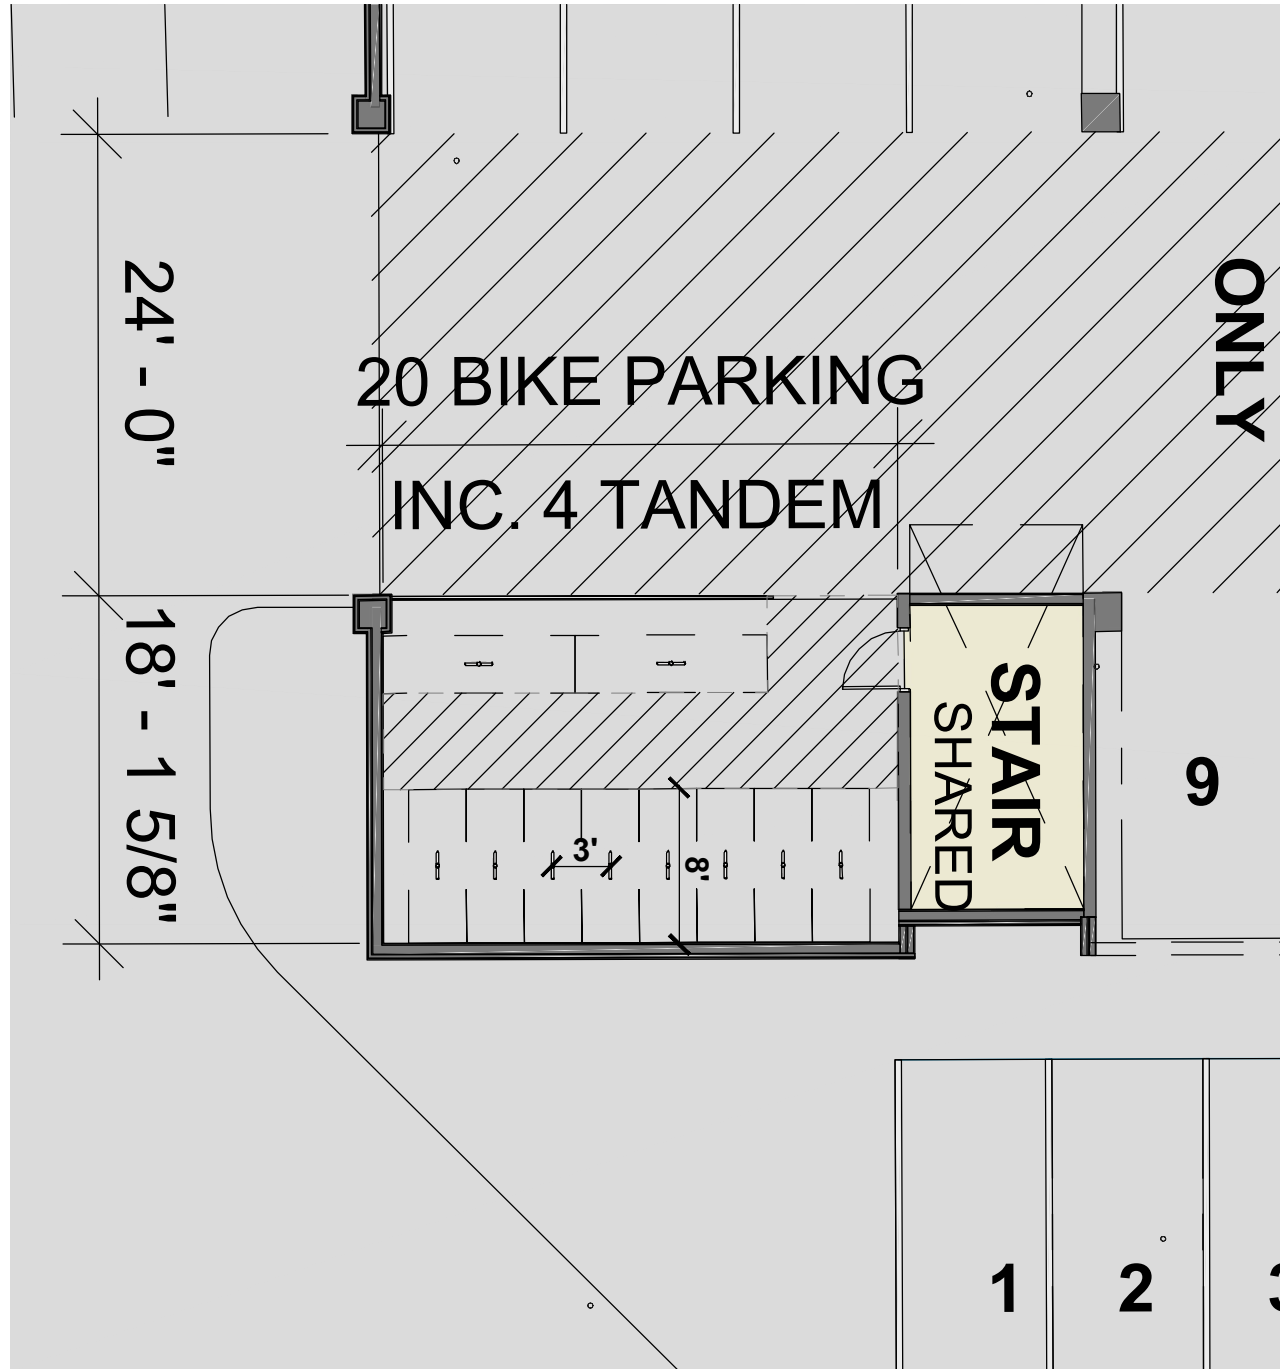 24' - 0"
ONLY
20 BIKE PARKING
INC. 4 TANDEM
18' - 1 5/8"
STAIR
SHARED
9
3'
8'
1
2